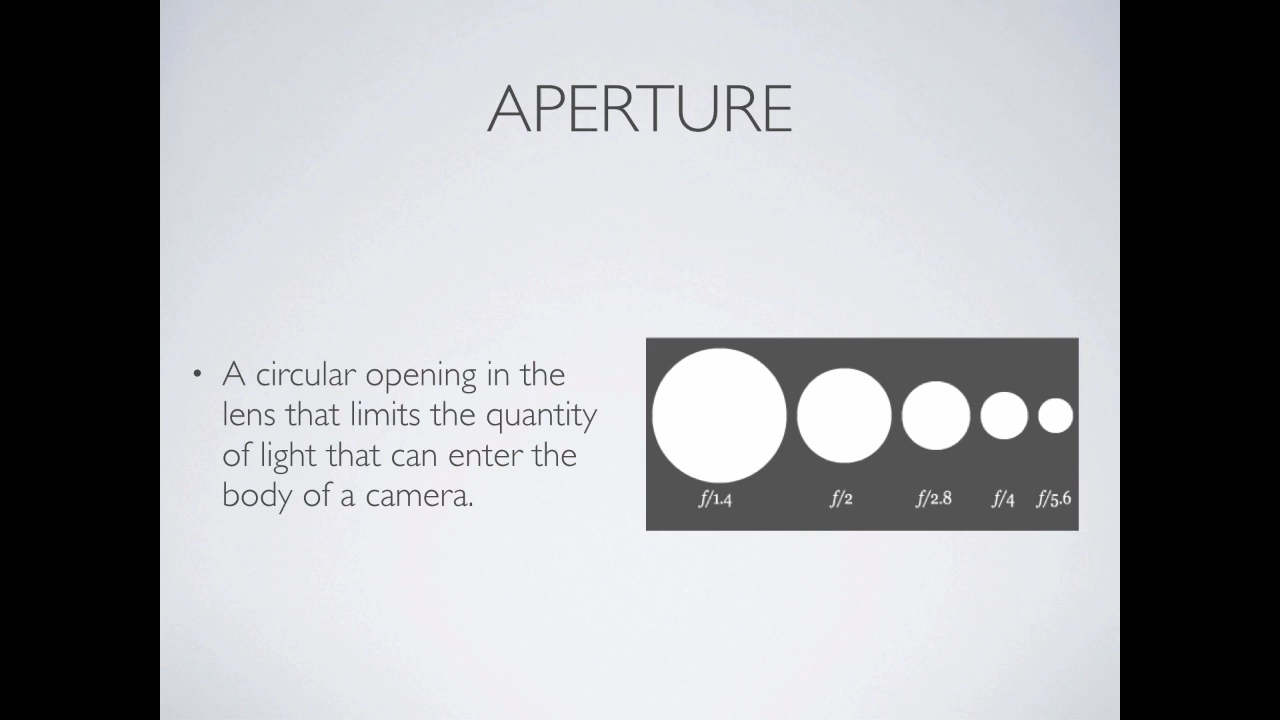 APERTURE
• A circular opening in the
lens that limits the quantity
of light that can enter the
body of a camera.
f/1.4 f/2 f/2.8 f/4 f/5.6